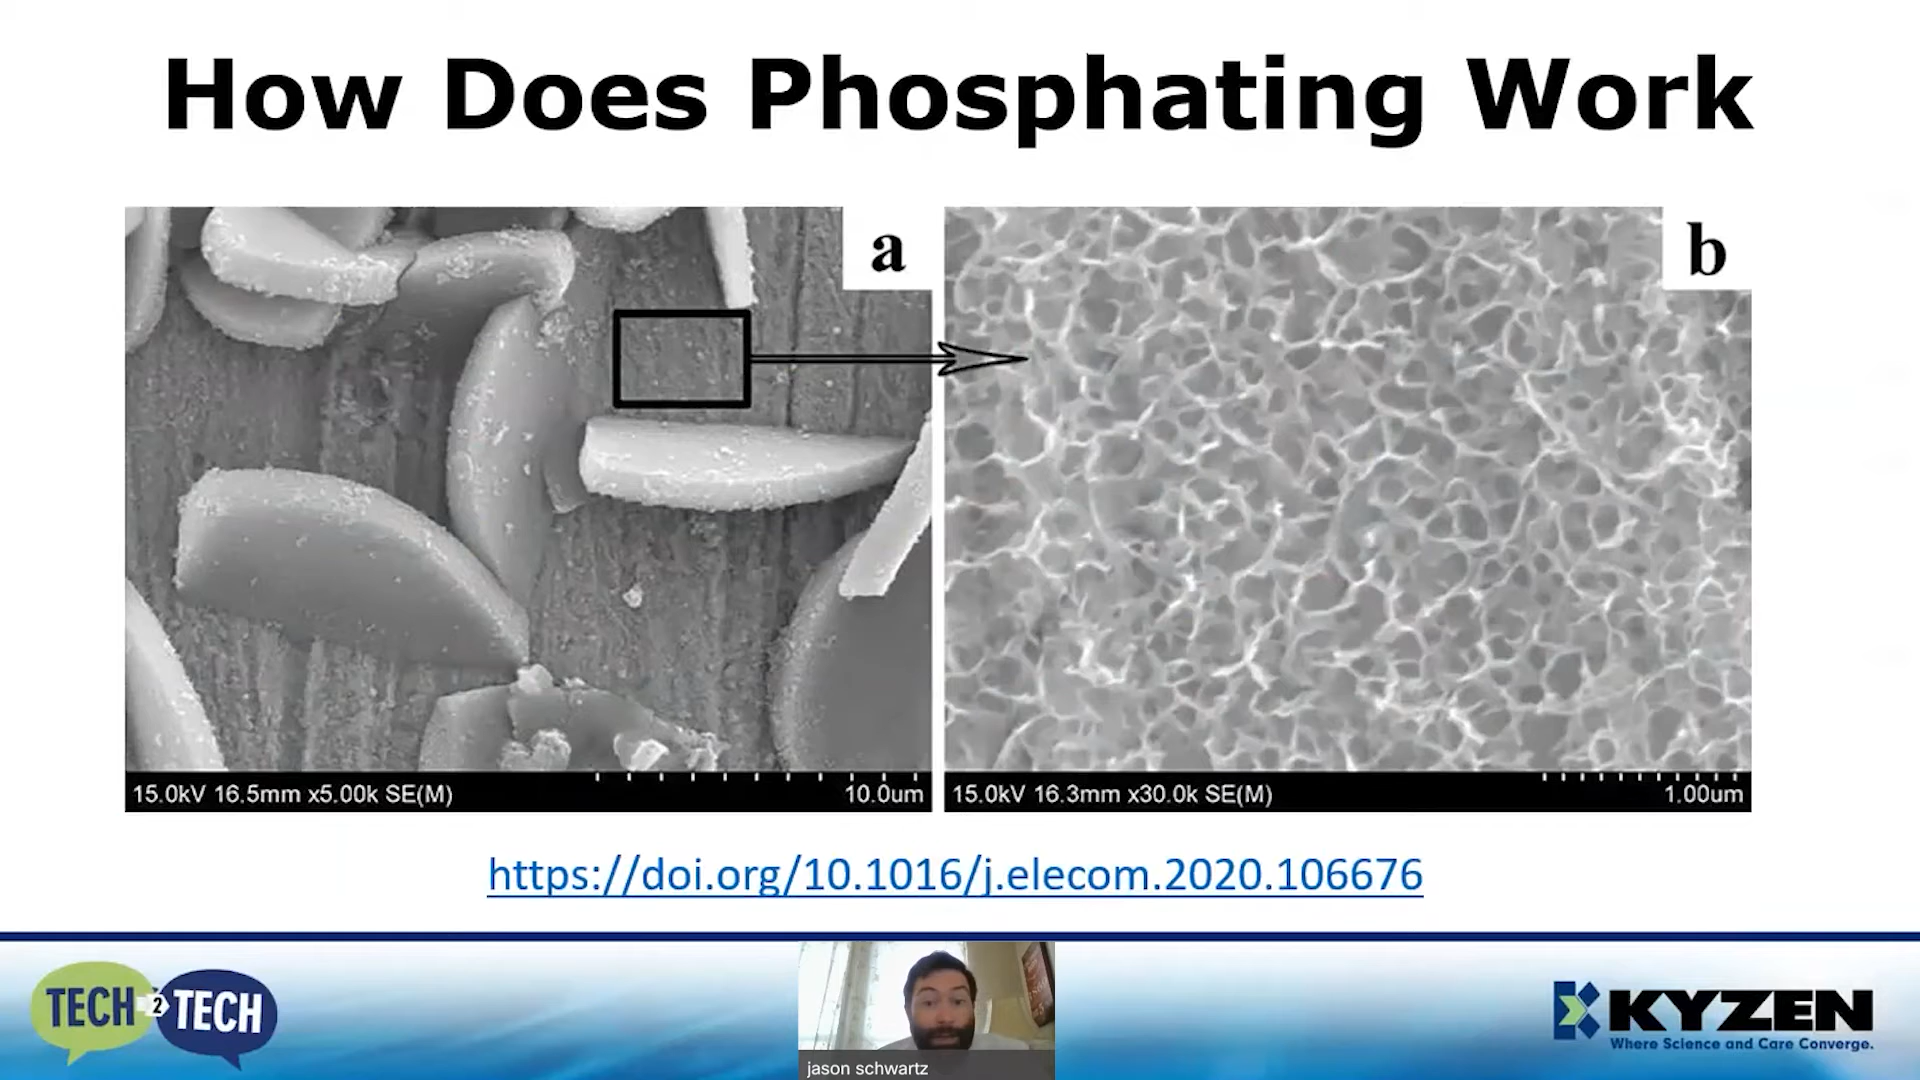 How Does Phosphating Work
a
b
15.0kV 16.5mm x5.00k SE(M) 10.0um
15.0kV 16.3mm x30.0k SE(M) 1.00um
https://doi.org/10.1016/j.elecom.2020.106676
TECH 2 TECH
jason schwartz
KYZEN
Where Science and Care Converge.